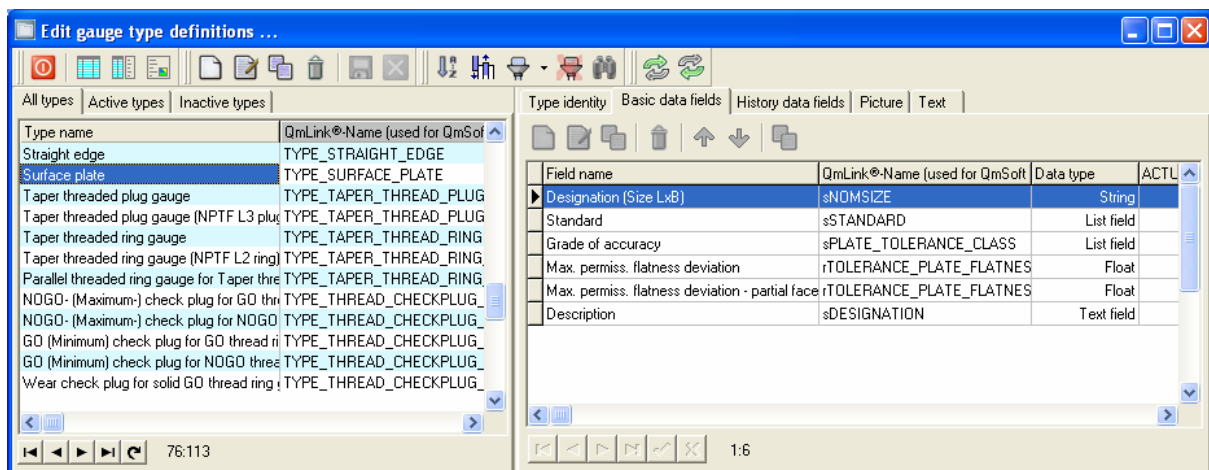 Edit gauge type definitions ...
All types Active types Inactive types
Type identity Basic data fields History data fields Picture Text
Type name QmLink®-Name (used for QmSof
Straight edge TYPE_STRAIGHT_EDGE
Surface plate TYPE_SURFACE_PLATE
Taper threaded plug gauge TYPE_TAPER_THREAD_PLUG
Taper threaded plug gauge (NPTF L3 plug TYPE_TAPER_THREAD_PLUG
Taper threaded ring gauge TYPE_TAPER_THREAD_RING
Taper threaded ring gauge (NPTF L2 ring) TYPE_TAPER_THREAD_RING_
Parallel threaded ring gauge for Taper thre TYPE_TAPER_THREAD_RING_
NOGO- (Maximum-) check plug for GO thre TYPE_THREAD_CHECKPLUG_
NOGO- (Maximum-) check plug for NOGO TYPE_THREAD_CHECKPLUG_
GO (Minimum) check plug for GO thread ri TYPE_THREAD_CHECKPLUG_
GO (Minimum) check plug for NOGO threa TYPE_THREAD_CHECKPLUG_
Wear check plug for solid GO thread ring TYPE_THREAD_CHECKPLUG_
76:113
Field name QmLink®-Name (used for QmSoft Data type ACTU
Designation (Size LxB) sNOMSIZE String
Standard sSTANDARD List field
Grade of accuracy sPLATE_TOLERANCE_CLASS List field
Max. permiss. flatness deviation rTOLERANCE_PLATE_FLATNES Float
Max. permiss. flatness deviation - partial face rTOLERANCE_PLATE_FLATNES Float
Description sDESIGNATION Text field
1:6